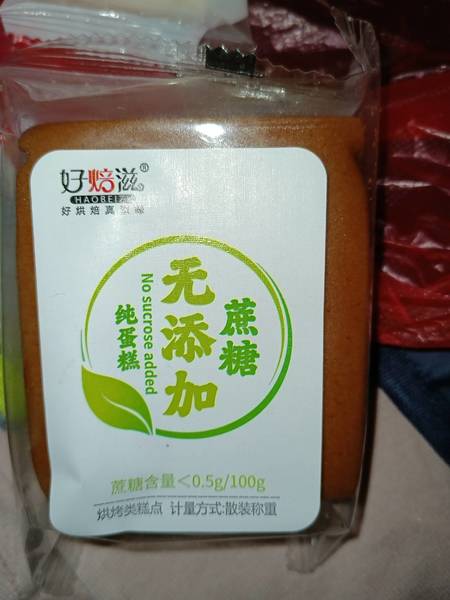 好焙滋®
HAOBEIZI
好烘焙真滋味
无添加
蔗糖
No sucrose added
纯蛋糕
蔗糖含量<0.5g/100g
烘烤类糕点 计量方式:散装称重